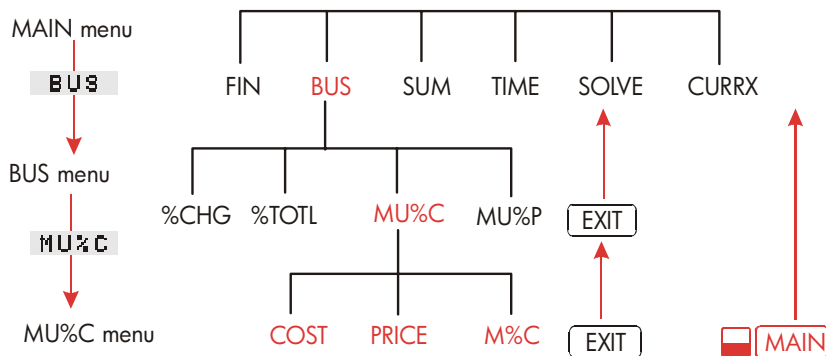 MAIN menu
BUS
FIN BUS SUM TIME SOLVE CURRX
BUS menu
%CHG %TOTL MU%C MU%P EXIT
MU%C
MU%C menu
COST PRICE M%C EXIT MAIN